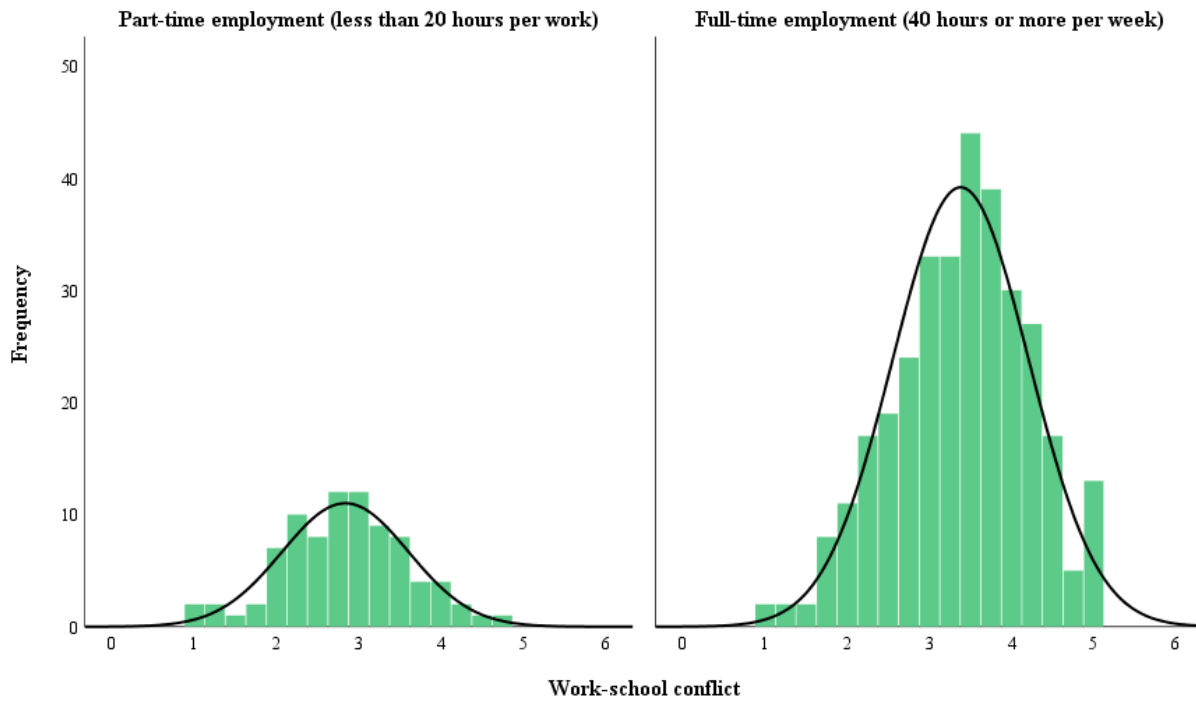 Part-time employment (less than 20 hours per work)
Full-time employment (40 hours or more per week)
50
40
30
20
10
0
Frequency
0 1 2 3 4 5 6
0 1 2 3 4 5 6
Work-school conflict